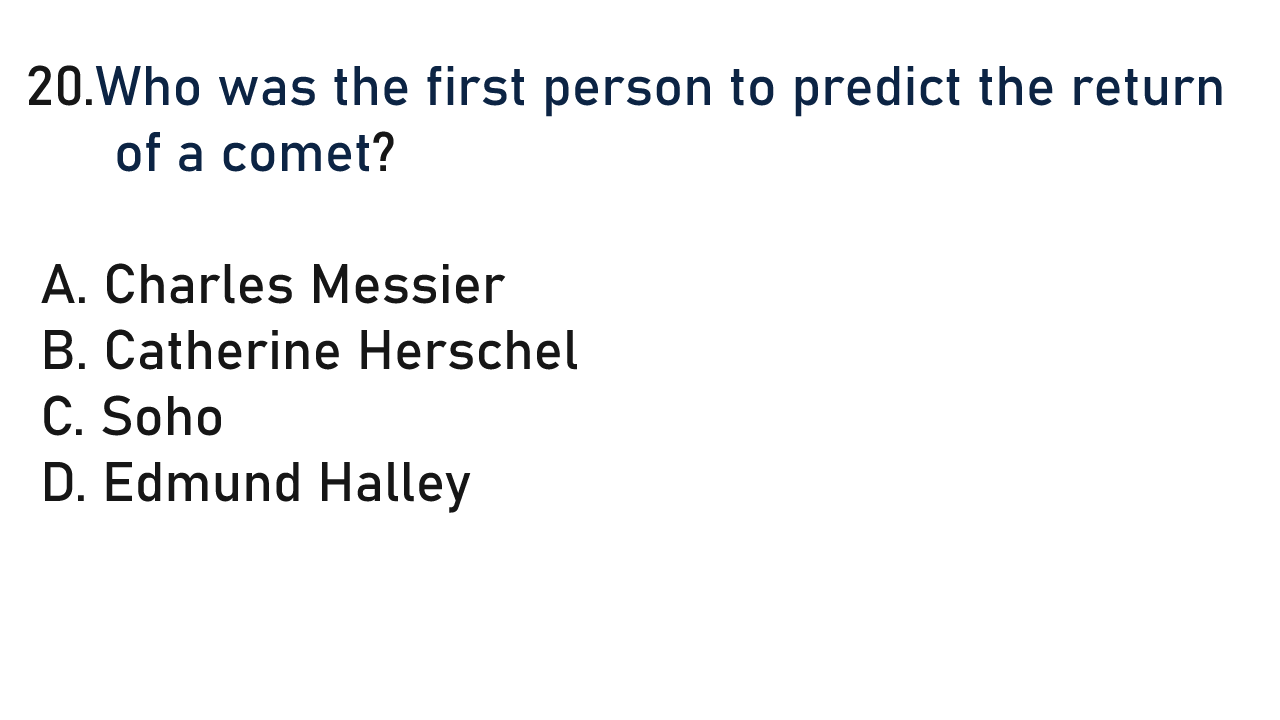 20.Who was the first person to predict the return
of a comet?
A. Charles Messier
B. Catherine Herschel
C. Soho
D. Edmund Halley